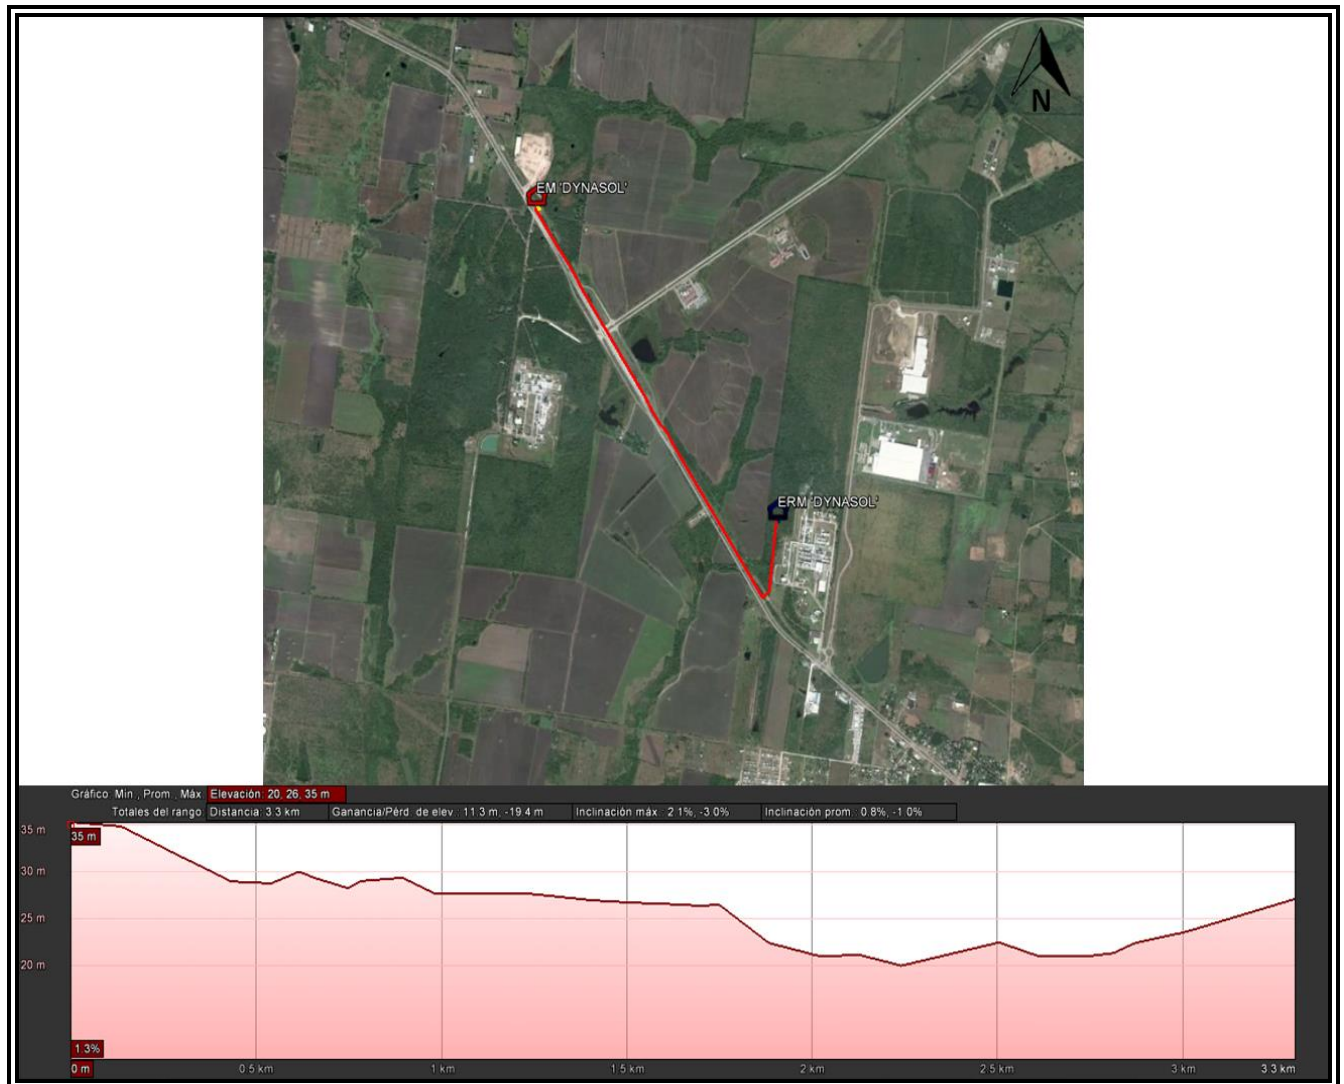 N
EM 'DYNASOL'
ERM 'DYNASOL'
Gráfico Mín., Prom., Máx. Elevación: 20, 26, 35 m
Totales del rango Distancia: 3.3 km Ganancia/Pérd. de elev.: 11.3 m, -19.4 m Inclinación máx.: 2.1%, -3.0% Inclinación prom.: 0.8%, -1.0%
35 m
35 m
30 m
25 m
20 m
1.3%
0 m 0.5 km 1 km 1.5 km 2 km 2.5 km 3 km 3.3 km